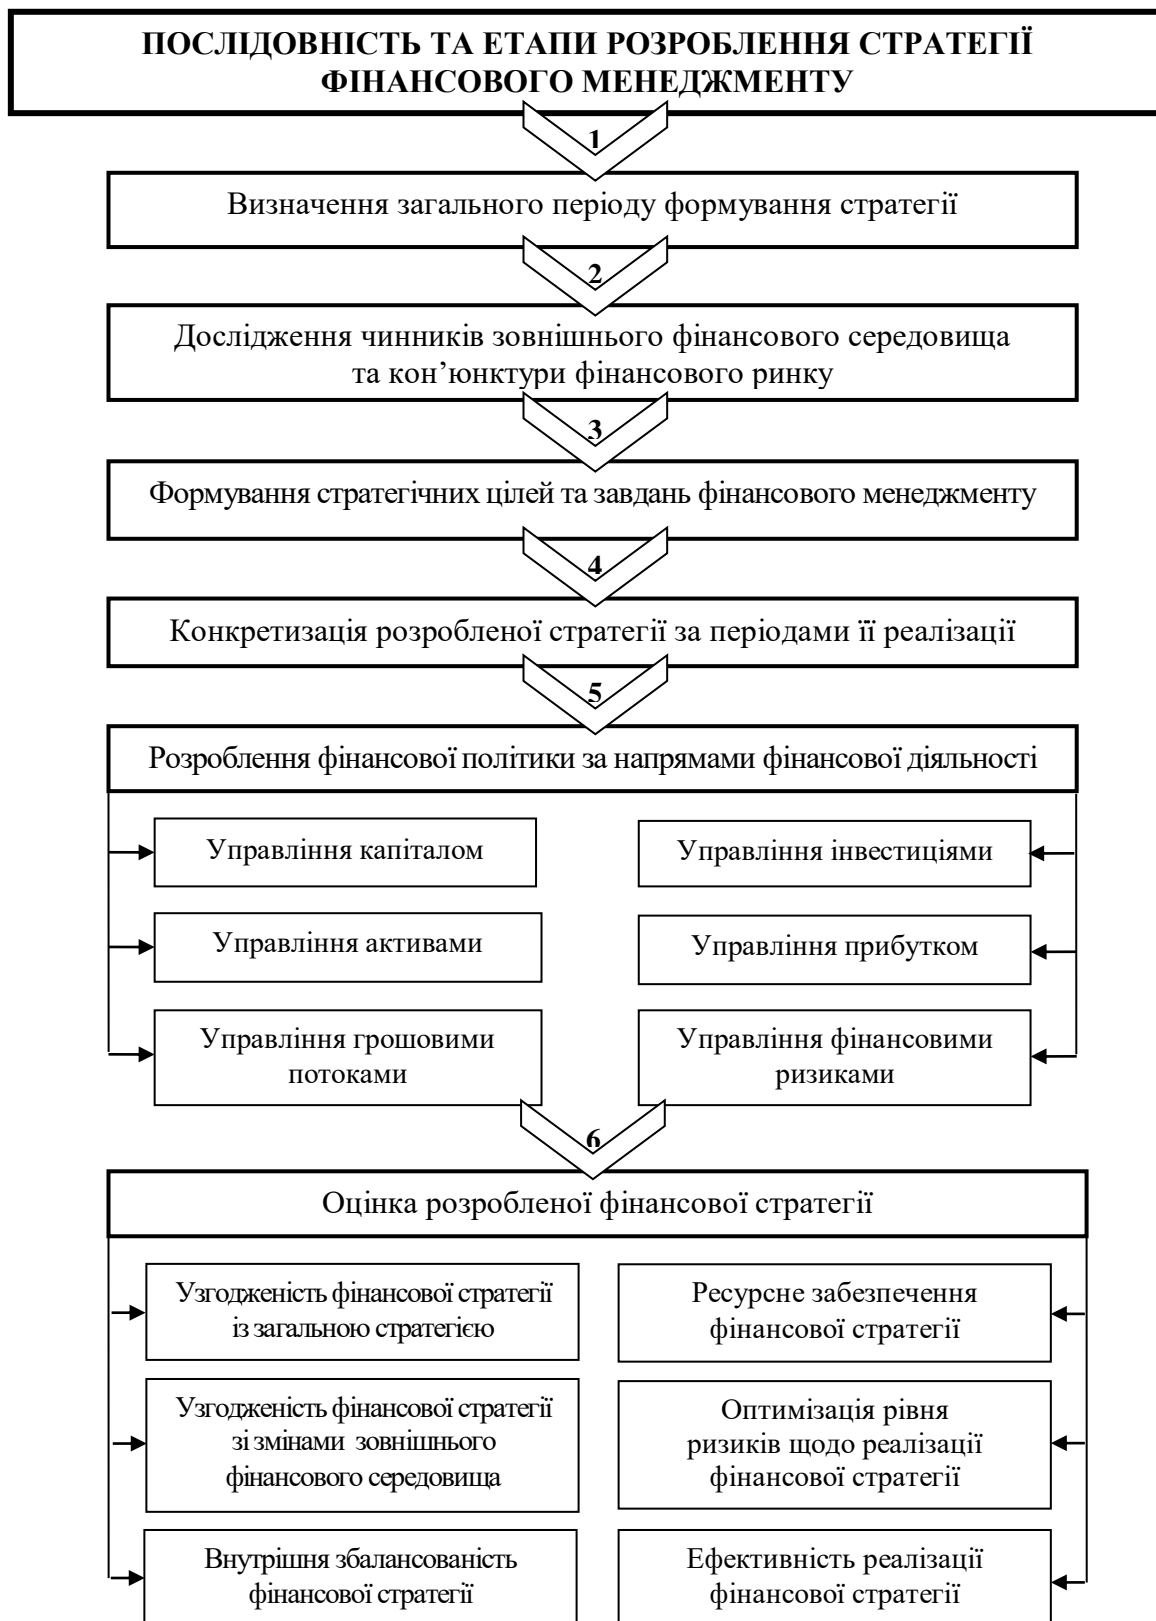 ПОСЛІДОВНІСТЬ ТА ЕТАПИ РОЗРОБЛЕННЯ СТРАТЕГІЇ
ФІНАНСОВОГО МЕНЕДЖМЕНТУ
1
Визначення загального періоду формування стратегії
2
Дослідження чинників зовнішнього фінансового середовища
та кон’юнктури фінансового ринку
3
Формування стратегічних цілей та завдань фінансового менеджменту
4
Конкретизація розробленої стратегії за періодами її реалізації
5
Розроблення фінансової політики за напрямами фінансової діяльності
Управління капіталом
Управління інвестиціями
Управління активами
Управління прибутком
Управління грошовими
потоками
Управління фінансовими
ризиками
6
Оцінка розробленої фінансової стратегії
Узгодженість фінансової стратегії
із загальною стратегією
Ресурсне забезпечення
фінансової стратегії
Узгодженість фінансової стратегії
зі змінами зовнішнього
фінансового середовища
Оптимізація рівня
ризиків щодо реалізації
фінансової стратегії
Внутрішня збалансованість
фінансової стратегії
Ефективність реалізації
фінансової стратегії